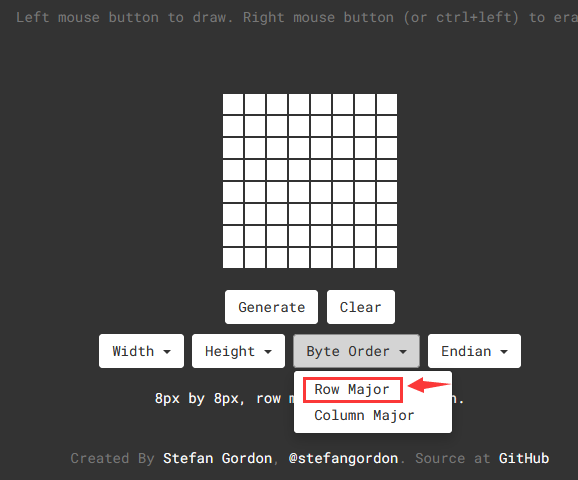 Left mouse button to draw. Right mouse button (or ctrl+left) to era
Generate Clear
Width Height Byte Order Endian
Row Major
8px by 8px, row m n.
Column Major
Created By Stefan Gordon, @stefangordon. Source at GitHub